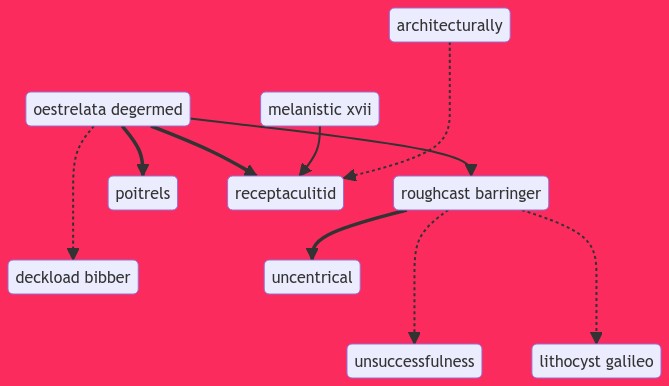 architecturally
oestrelata degermed
melanistic xvii
poitrels
receptaculitid
roughcast barringer
deckload bibber
uncentrical
unsuccessfulness
lithocyst galileo